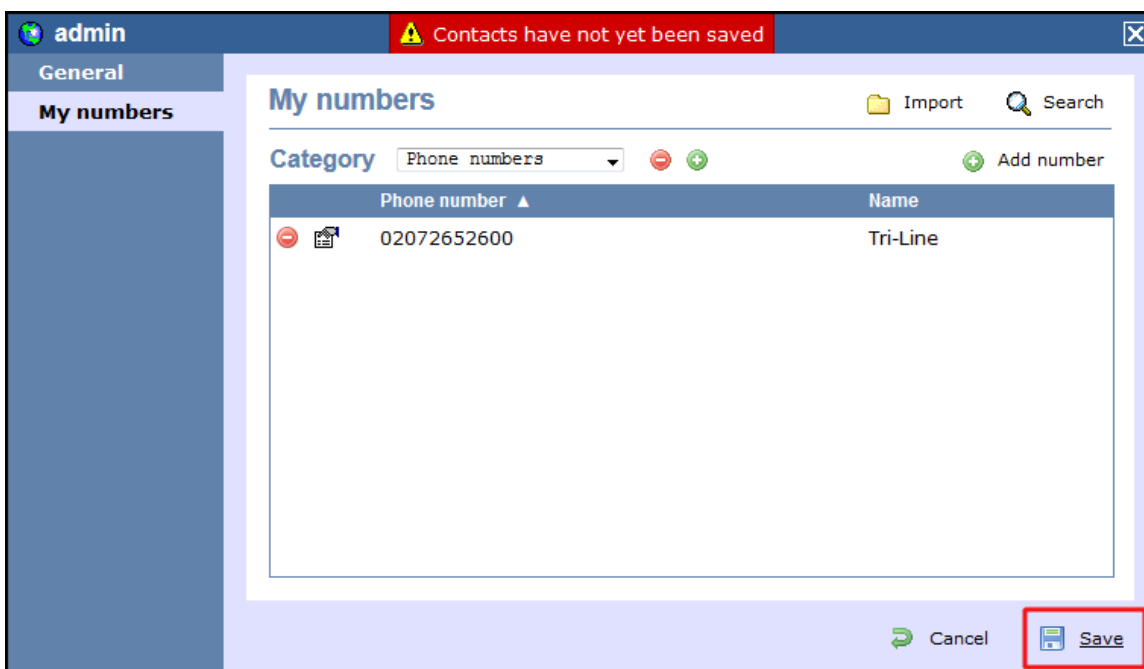 admin
Contacts have not yet been saved
General
My numbers
My numbers
Import
Search
Category
Phone numbers
Add number
Phone number ▲ Name
02072652600 Tri-Line
Cancel
Save